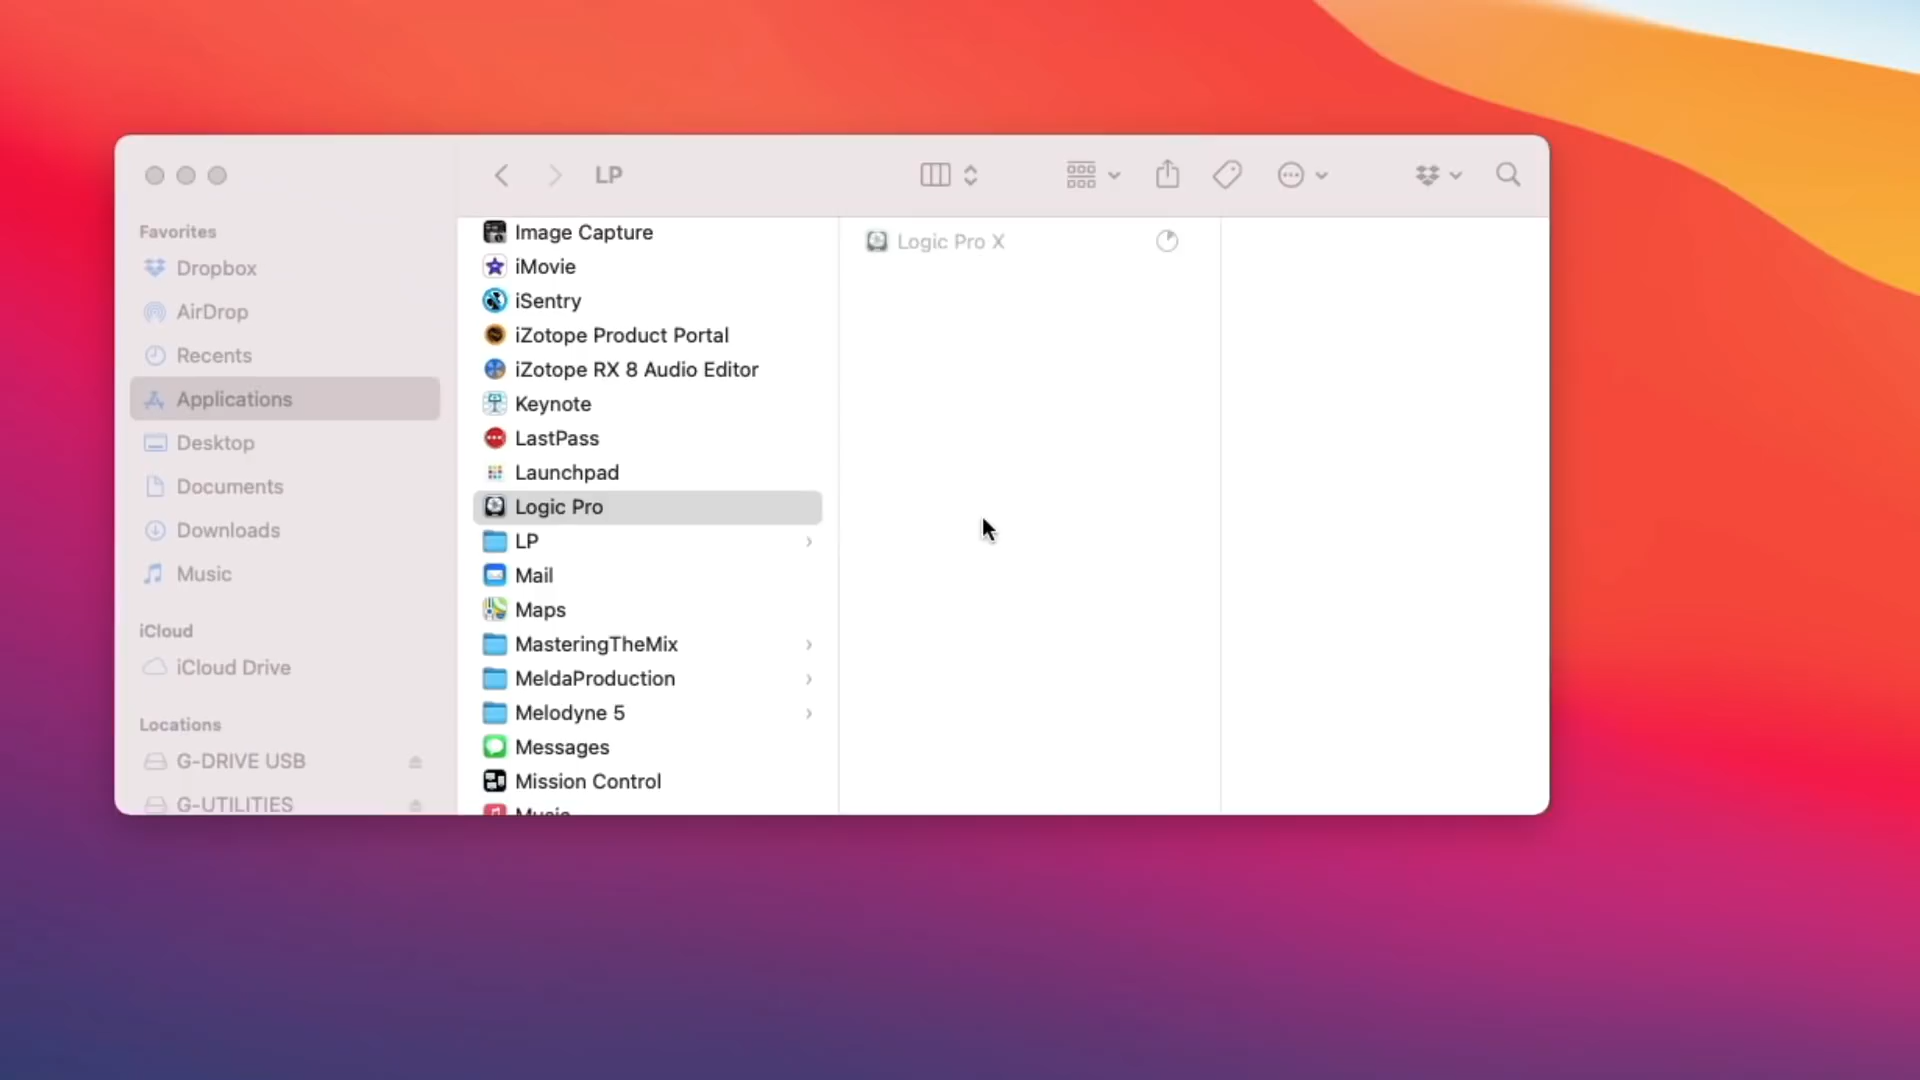 LP
Favorites
Dropbox
AirDrop
Recents
Applications
Desktop
Documents
Downloads
Music
iCloud
iCloud Drive
Locations
G-DRIVE USB
G-UTILITIES
Image Capture
iMovie
iSentry
iZotope Product Portal
iZotope RX 8 Audio Editor
Keynote
LastPass
Launchpad
Logic Pro
LP
Mail
Maps
MasteringTheMix
MeldaProduction
Melodyne 5
Messages
Mission Control
Music
Logic Pro X